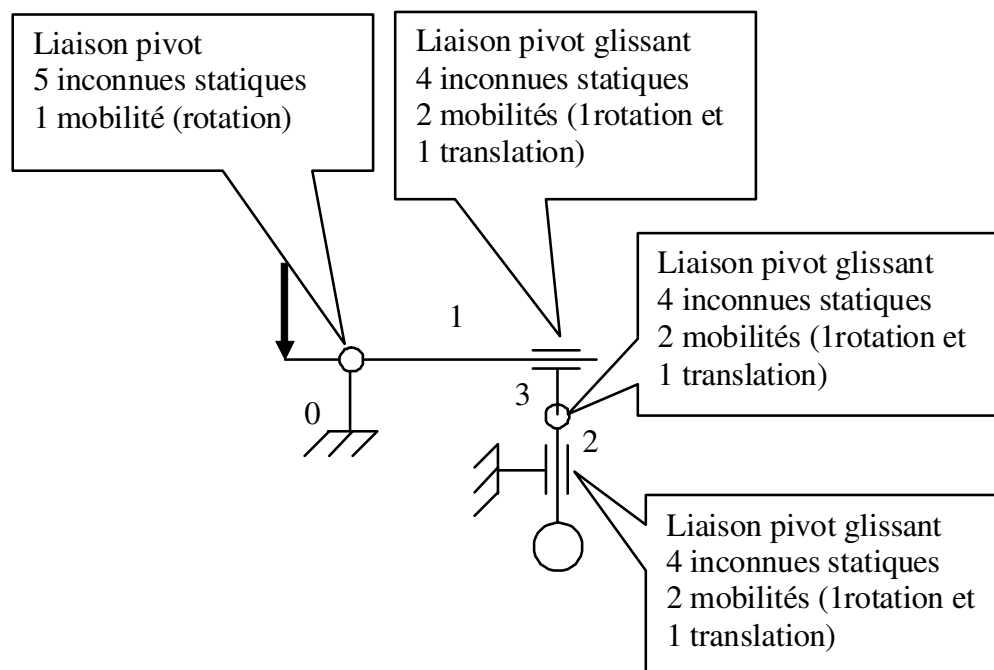 Liaison pivot
5 inconnues statiques
1 mobilité (rotation)
Liaison pivot glissant
4 inconnues statiques
2 mobilités (1rotation et
1 translation)
Liaison pivot glissant
4 inconnues statiques
2 mobilités (1rotation et
1 translation)
1
3
0
2
Liaison pivot glissant
4 inconnues statiques
2 mobilités (1rotation et
1 translation)